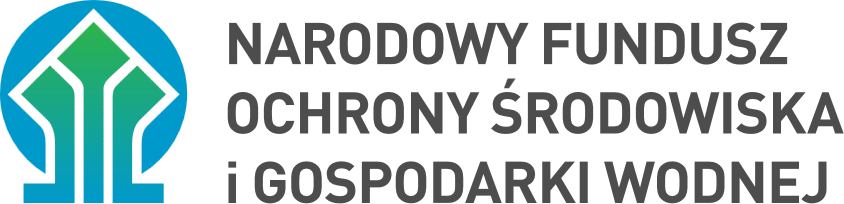 NARODOWY FUNDUSZ
OCHRONY ŚRODOWISKA
i GOSPODARKI WODNEJ